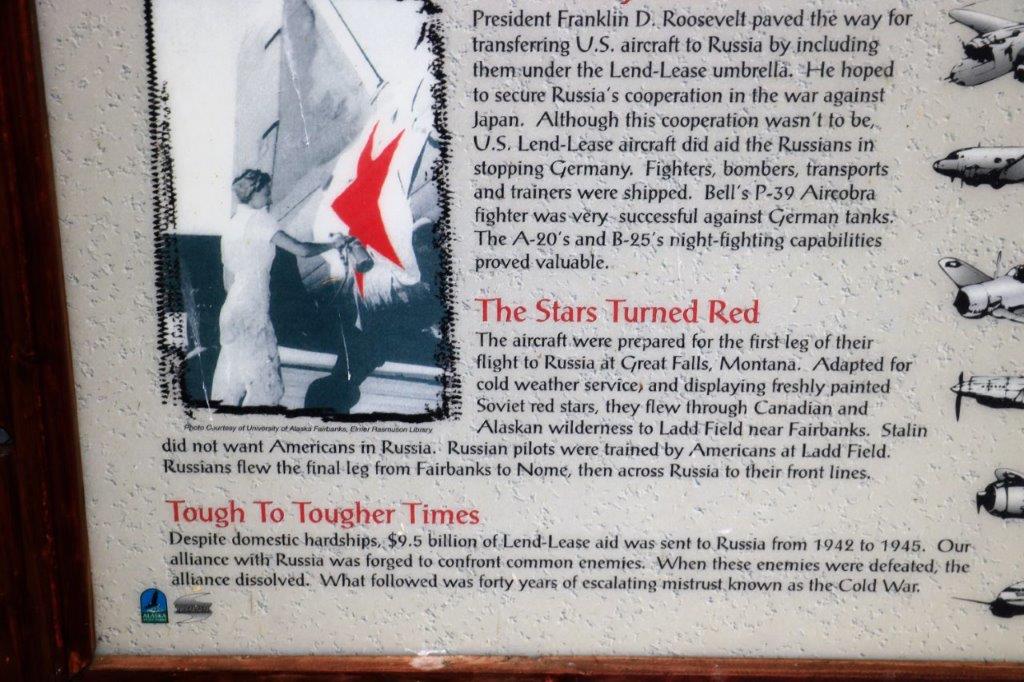 President Franklin D. Roosevelt paved the way for
transferring U.S. aircraft to Russia by including
them under the Lend-Lease umbrella. He hoped
to secure Russia's cooperation in the war against
Japan. Although this cooperation wasn't to be,
U.S. Lend-Lease aircraft did aid the Russians in
stopping Germany. Fighters, bombers, transports
and trainers were shipped. Bell's P-39 Aircobra
fighter was very successful against German tanks.
The A-20's and B-25's night-fighting capabilities
proved valuable.
The Stars Turned Red
The aircraft were prepared for the first leg of their
flight to Russia at Great Falls, Montana. Adapted for
cold weather service, and displaying freshly painted
Soviet red stars, they flew through Canadian and
Alaskan wilderness to Ladd Field near Fairbanks. Stalin
did not want Americans in Russia. Russian pilots were trained by Americans at Ladd Field.
Russians flew the final leg from Fairbanks to Nome, then across Russia to their front lines.
Photo Courtesy of University of Alaska Fairbanks, Elmer Rasmuson Library
Tough To Tougher Times
Despite domestic hardships, $9.5 billion of Lend-Lease aid was sent to Russia from 1942 to 1945. Our
alliance with Russia was forged to confront common enemies. When these enemies were defeated, the
alliance dissolved. What followed was forty years of escalating mistrust known as the Cold War.
ALASKA